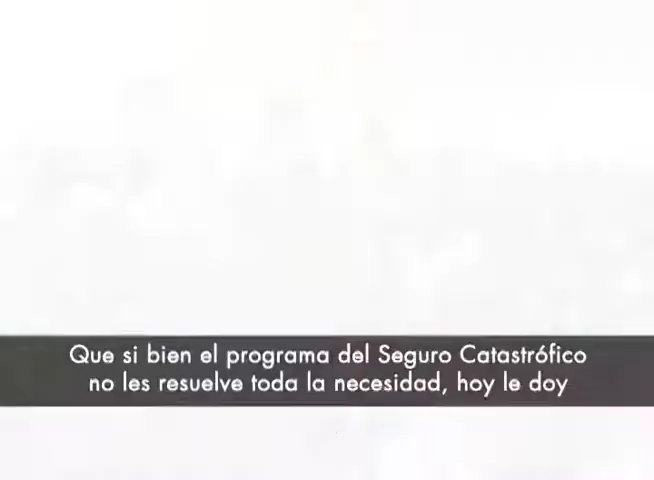 Que si bien el programa del Seguro Catastrófico
no les resuelve toda la necesidad, hoy le doy